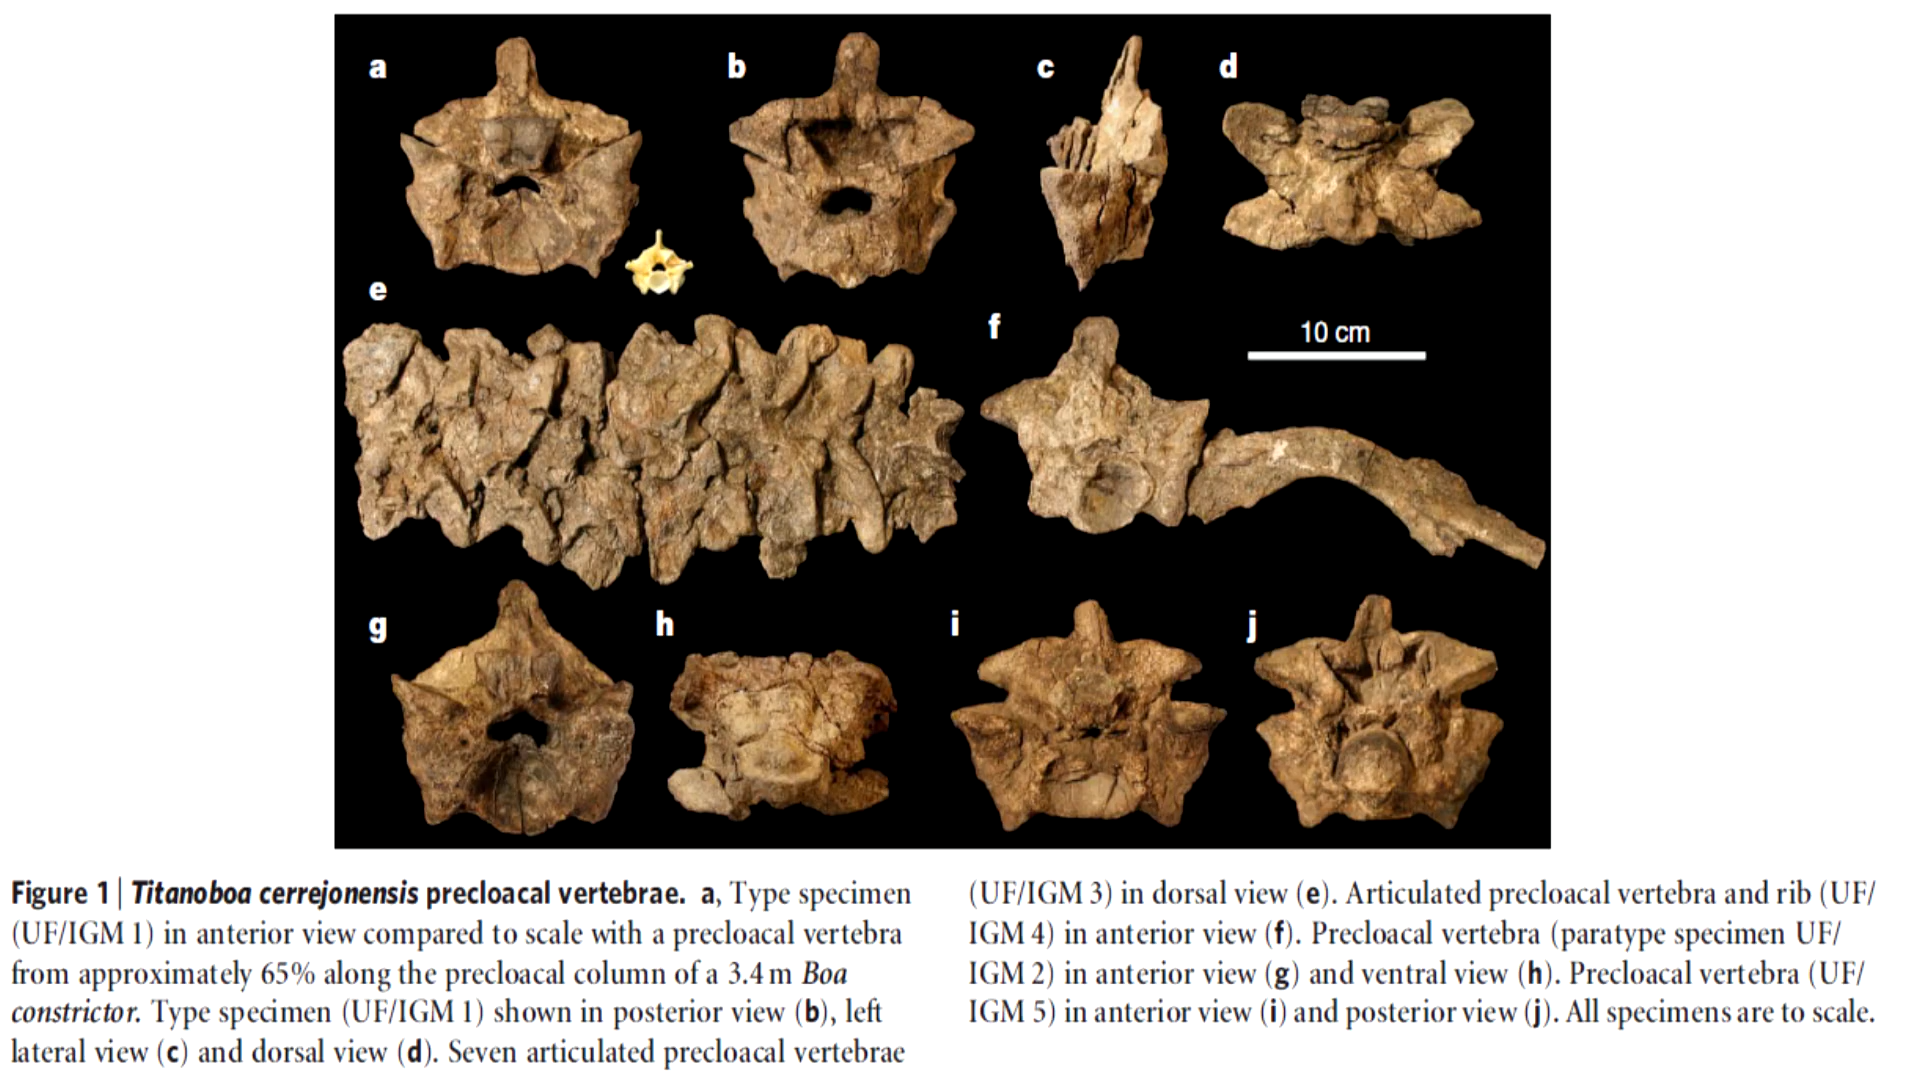 a
b
c
d
e
f
10 cm
g
h
i
j
Figure 1 | Titanoboa cerrejonensis precloacal vertebrae. a, Type specimen
(UF/IGM 1) in anterior view compared to scale with a precloacal vertebra
from approximately 65% along the precloacal column of a 3.4 m Boa
constrictor. Type specimen (UF/IGM 1) shown in posterior view (b), left
lateral view (c) and dorsal view (d). Seven articulated precloacal vertebrae
(UF/IGM 3) in dorsal view (e). Articulated precloacal vertebra and rib (UF/
IGM 4) in anterior view (f). Precloacal vertebra (paratype specimen UF/
IGM 2) in anterior view (g) and ventral view (h). Precloacal vertebra (UF/
IGM 5) in anterior view (i) and posterior view (j). All specimens are to scale.